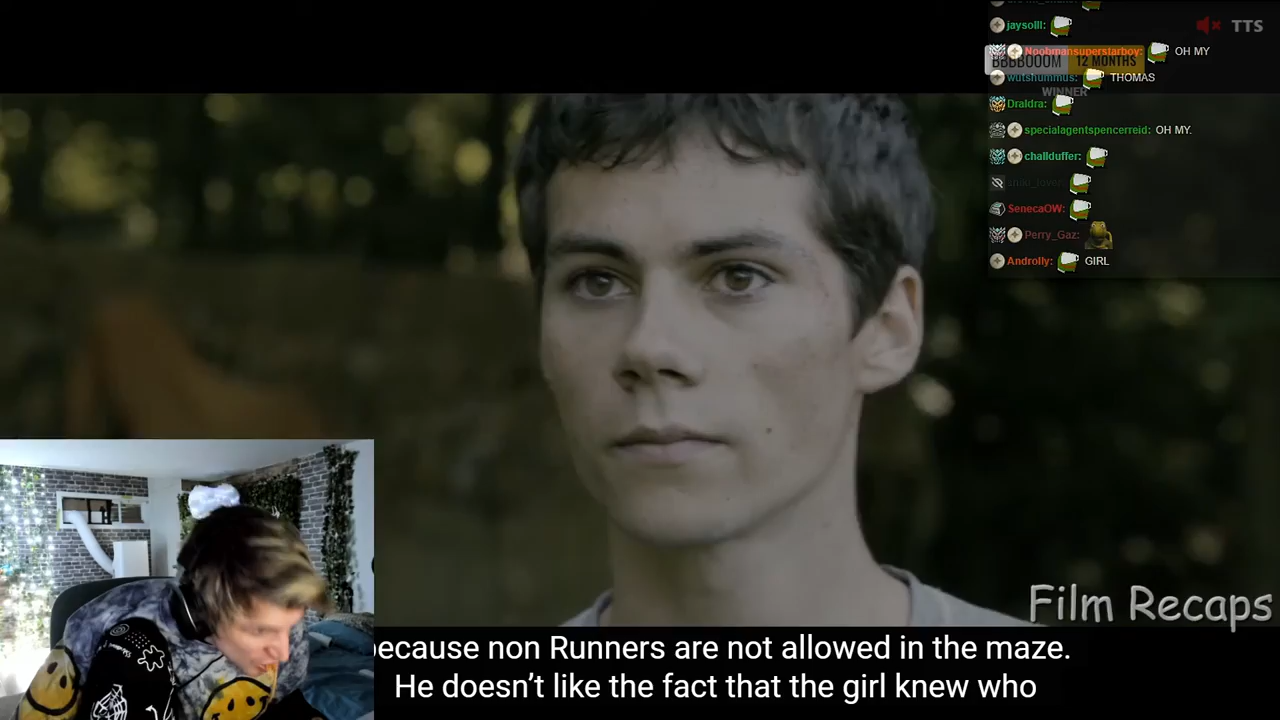 jaysolll:
TTS
Noobmansuperstarboy: OH MY
BBBBOOOM 12 MONTHS
wutshummus: THOMAS
WINNER
Draldra:
specialagentspencerreid: OH MY.
challduffer:
SenecaOW:
Perry_Gaz:
Androlly: GIRL
Film Recaps
because non Runners are not allowed in the maze.
He doesn't like the fact that the girl knew who